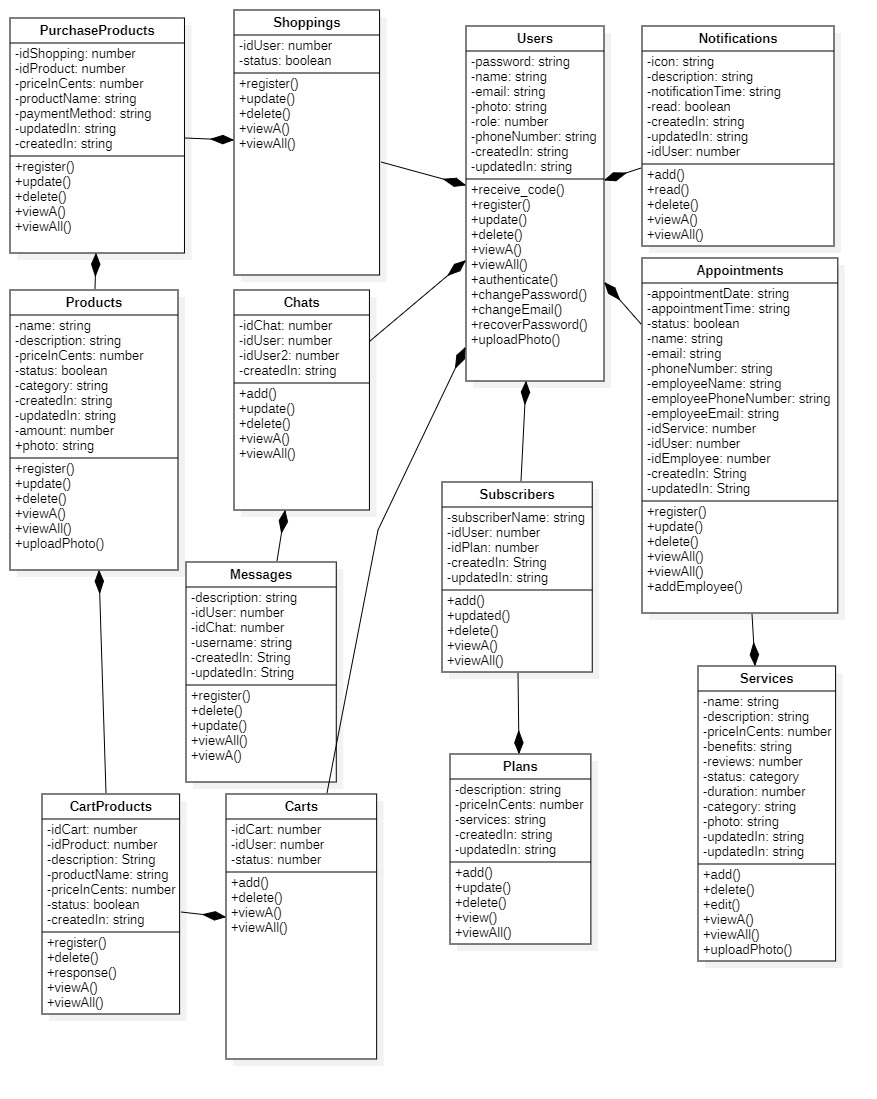 PurchaseProducts
-idShopping: number
-idProduct: number
-priceInCents: number
-productName: string
-paymentMethod: string
-updatedIn: string
-createdIn: string
+register()
+update()
+delete()
+viewA()
+viewAll()
Shoppings
-idUser: number
-status: boolean
+register()
+update()
+delete()
+viewA()
+viewAll()
Users
-password: string
-name: string
-email: string
-photo: string
-role: number
-phoneNumber: string
-createdIn: string
-updatedIn: string
+receive_code()
+register()
+update()
+delete()
+viewA()
+viewAll()
+authenticate()
+changePassword()
+changeEmail()
+recoverPassword()
+uploadPhoto()
Notifications
-icon: string
-description: string
-notificationTime: string
-read: boolean
-createdIn: string
-updatedIn: string
-idUser: number
+add()
+read()
+delete()
+viewA()
+viewAll()
Products
-name: string
-description: string
-priceInCents: number
-status: boolean
-category: string
-createdIn: string
-updatedIn: string
-amount: number
+photo: string
+register()
+update()
+delete()
+viewA()
+viewAll()
+uploadPhoto()
Chats
-idChat: number
-idUser: number
-idUser2: number
-createdIn: string
+add()
+update()
+delete()
+viewA()
+viewAll()
Appointments
-appointmentDate: string
-appointmentTime: string
-status: boolean
-name: string
-email: string
-phoneNumber: string
-employeeName: string
-employeePhoneNumber: string
-employeeEmail: string
-idService: number
-idUser: number
-idEmployee: number
-createdIn: String
-updatedIn: String
+register()
+update()
+delete()
+viewAll()
+viewAll()
+addEmployee()
Subscribers
-subscriberName: string
-idUser: number
-idPlan: number
-createdIn: String
-updatedIn: string
+add()
+updated()
+delete()
+viewA()
+viewAll()
Messages
-description: string
-idUser: number
-idChat: number
-username: string
-createdIn: String
-updatedIn: String
+register()
+delete()
+update()
+viewAll()
+viewA()
Services
-name: string
-description: string
-priceInCents: number
-benefits: string
-reviews: number
-status: category
-duration: number
-category: string
-photo: string
-updatedIn: string
-updatedIn: string
+add()
+delete()
+edit()
+viewA()
+viewAll()
+uploadPhoto()
Plans
-description: string
-priceInCents: number
-services: string
-createdIn: string
-updatedIn: string
+add()
+update()
+delete()
+view()
+viewAll()
CartProducts
-idCart: number
-idProduct: number
-description: String
-productName: string
-priceInCents: number
-status: boolean
-createdIn: string
+register()
+delete()
+response()
+viewA()
+viewAll()
Carts
-idCart: number
-idUser: number
-status: number
+add()
+delete()
+viewA()
+viewAll()